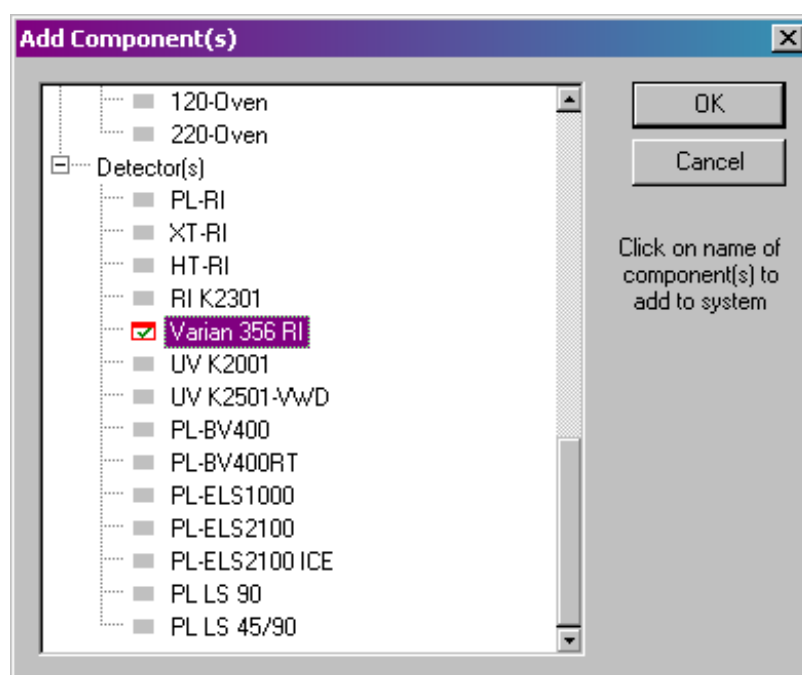 Add Component(s)
120-Oven
220-Oven
Detector(s)
PL-RI
XT-RI
HT-RI
RI K2301
Varian 356 RI
UV K2001
UV K2501-VWD
PL-BV400
PL-BV400RT
PL-ELS1000
PL-ELS2100
PL-ELS2100 ICE
PL LS 90
PL LS 45/90
OK
Cancel
Click on name of
component(s) to
add to system